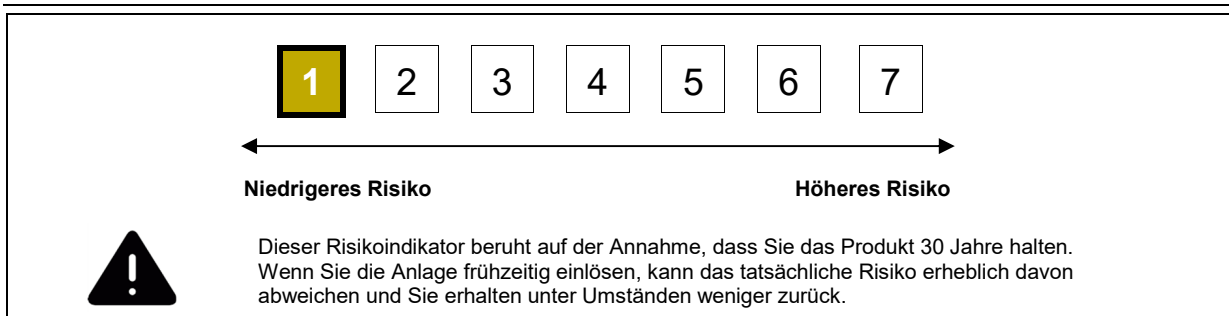 1 2 3 4 5 6 7
Niedrigeres Risiko Höheres Risiko
Dieser Risikoindikator beruht auf der Annahme, dass Sie das Produkt 30 Jahre halten.
Wenn Sie die Anlage frühzeitig einlösen, kann das tatsächliche Risiko erheblich davon
abweichen und Sie erhalten unter Umständen weniger zurück.